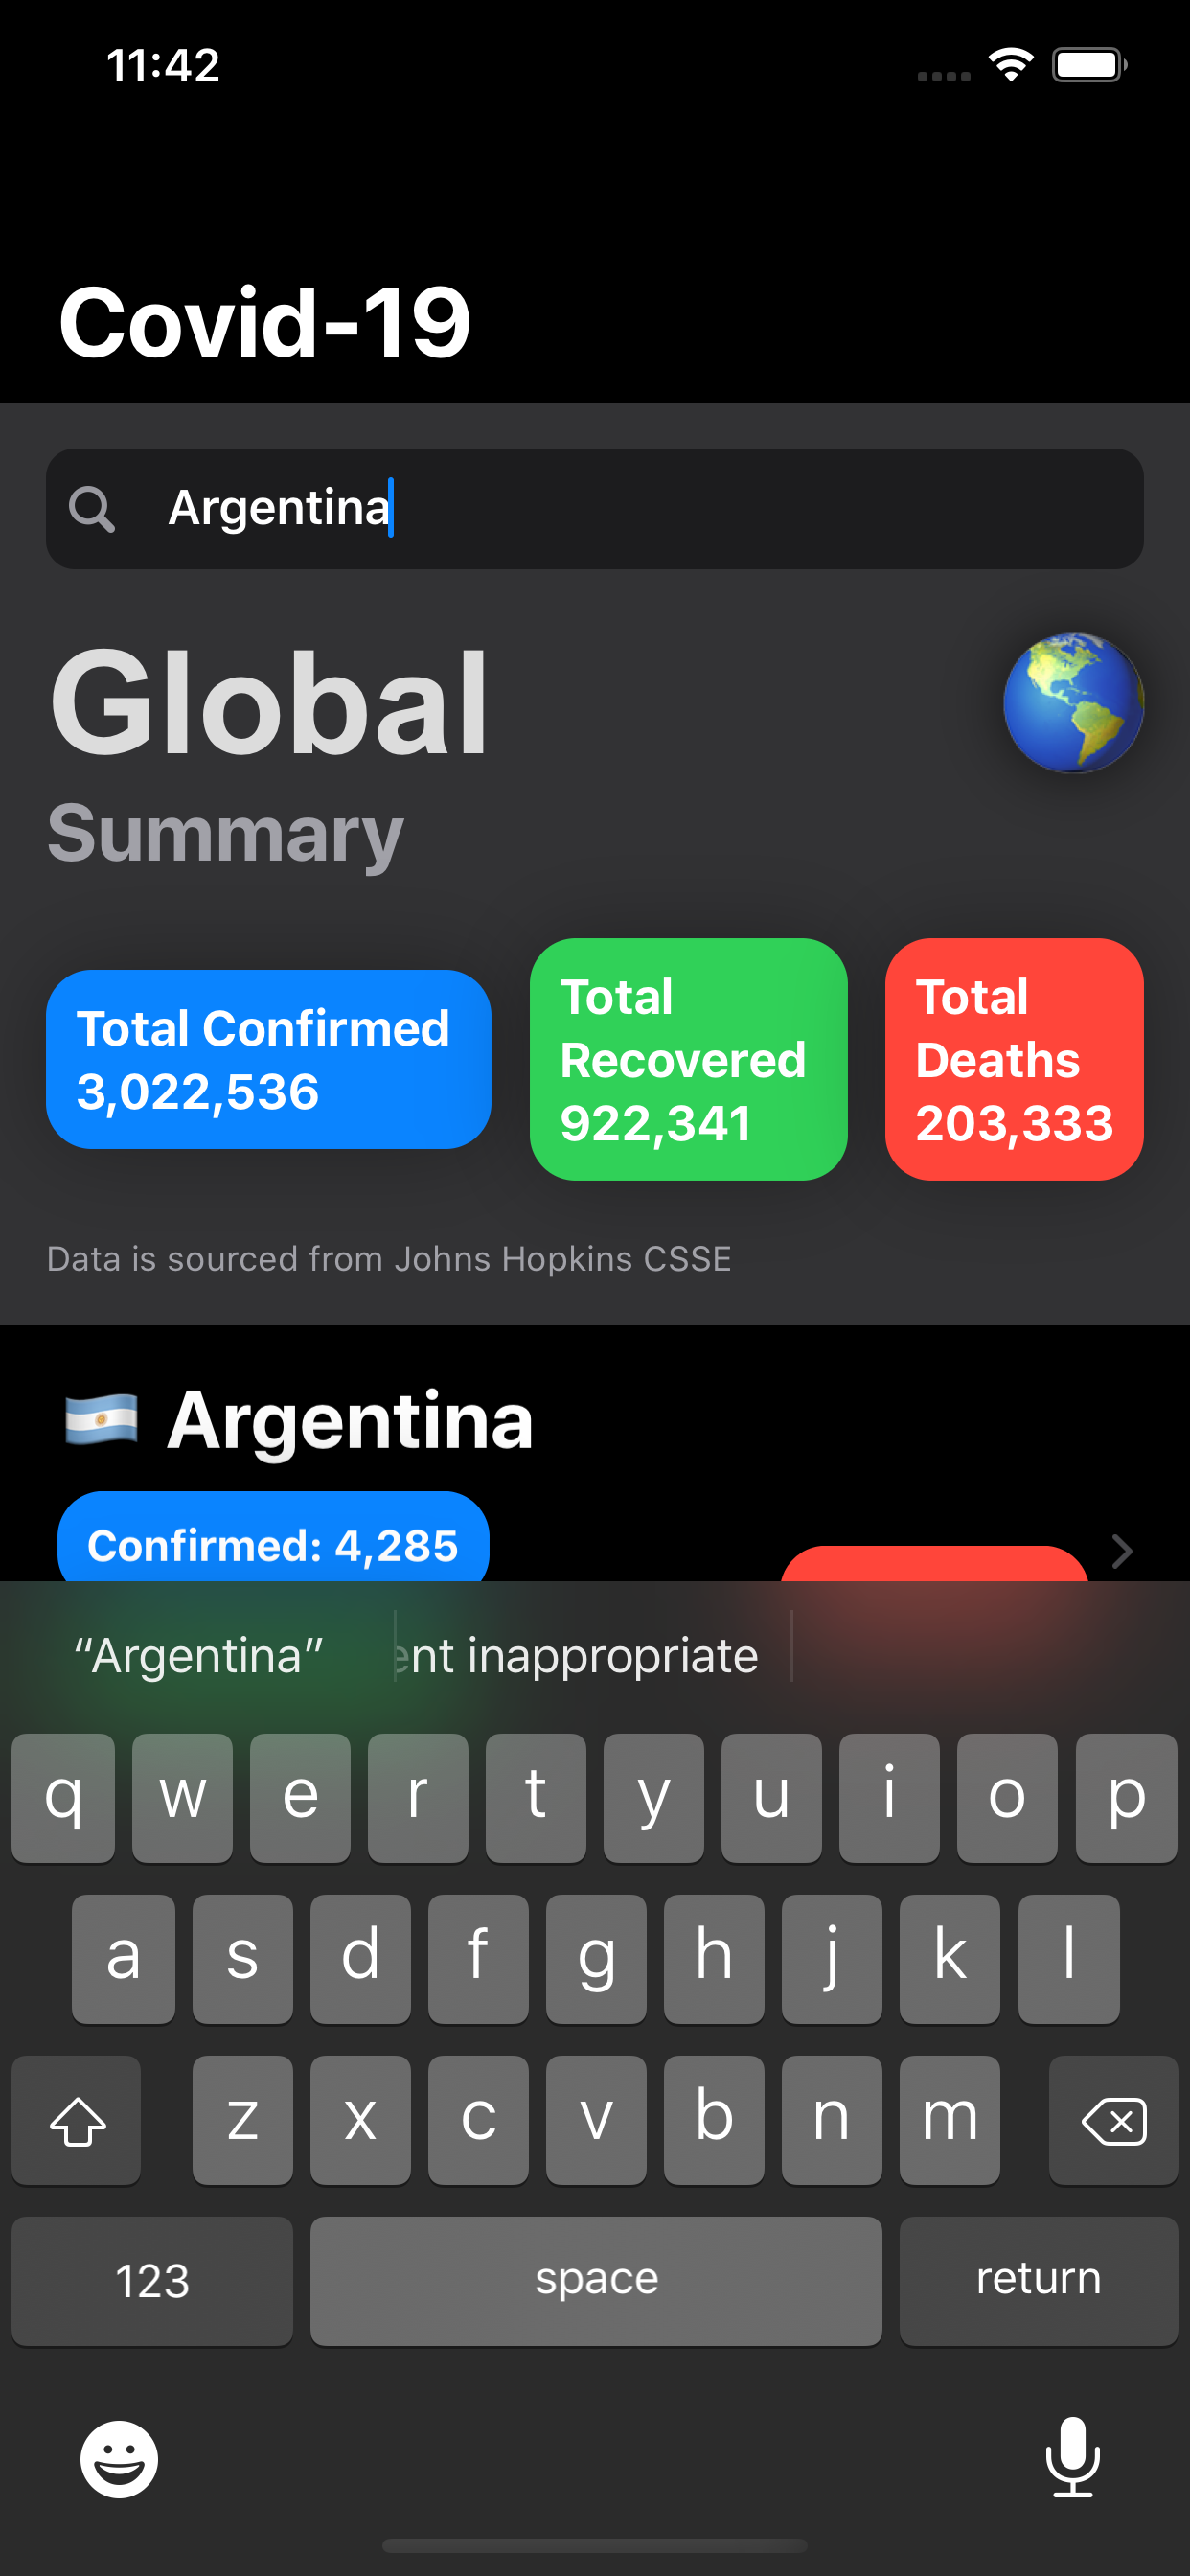 11:42
Covid-19
Argentina
Global
Summary
Total Confirmed
3,022,536
Total
Recovered
922,341
Total
Deaths
203,333
Data is sourced from Johns Hopkins CSSE
Argentina
Confirmed: 4,285
“Argentina” ent inappropriate
q w e r t y u i o p
a s d f g h j k l
z x c v b n m
123 space return